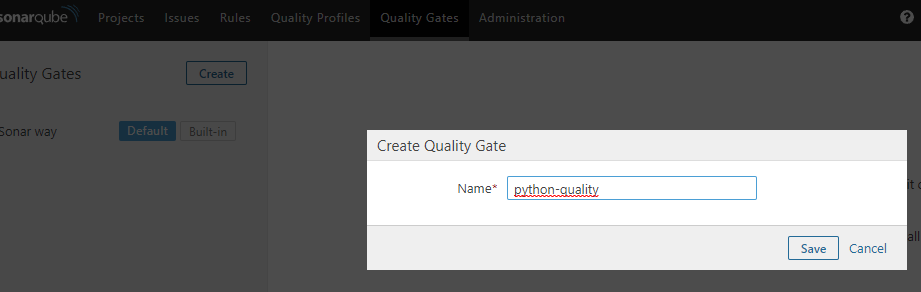 sonarqube Projects Issues Rules Quality Profiles Quality Gates Administration ?
uality Gates Create
Sonar way Default Built-in
Create Quality Gate
Name* python-quality
it c
all
Save Cancel